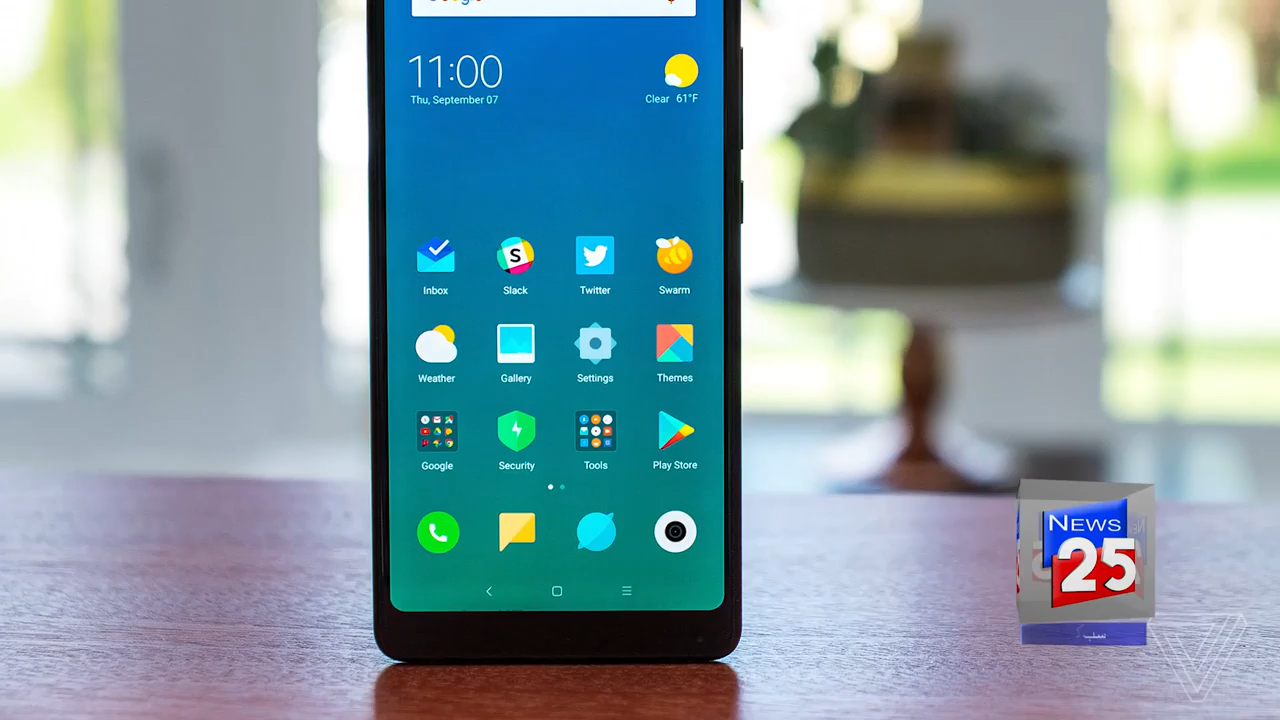 Google
11:00
Thu, September 07
Clear 61°F
Inbox
Slack
Twitter
Swarm
Weather
Gallery
Settings
Themes
Google
Security
Tools
Play Store
NEWS
25